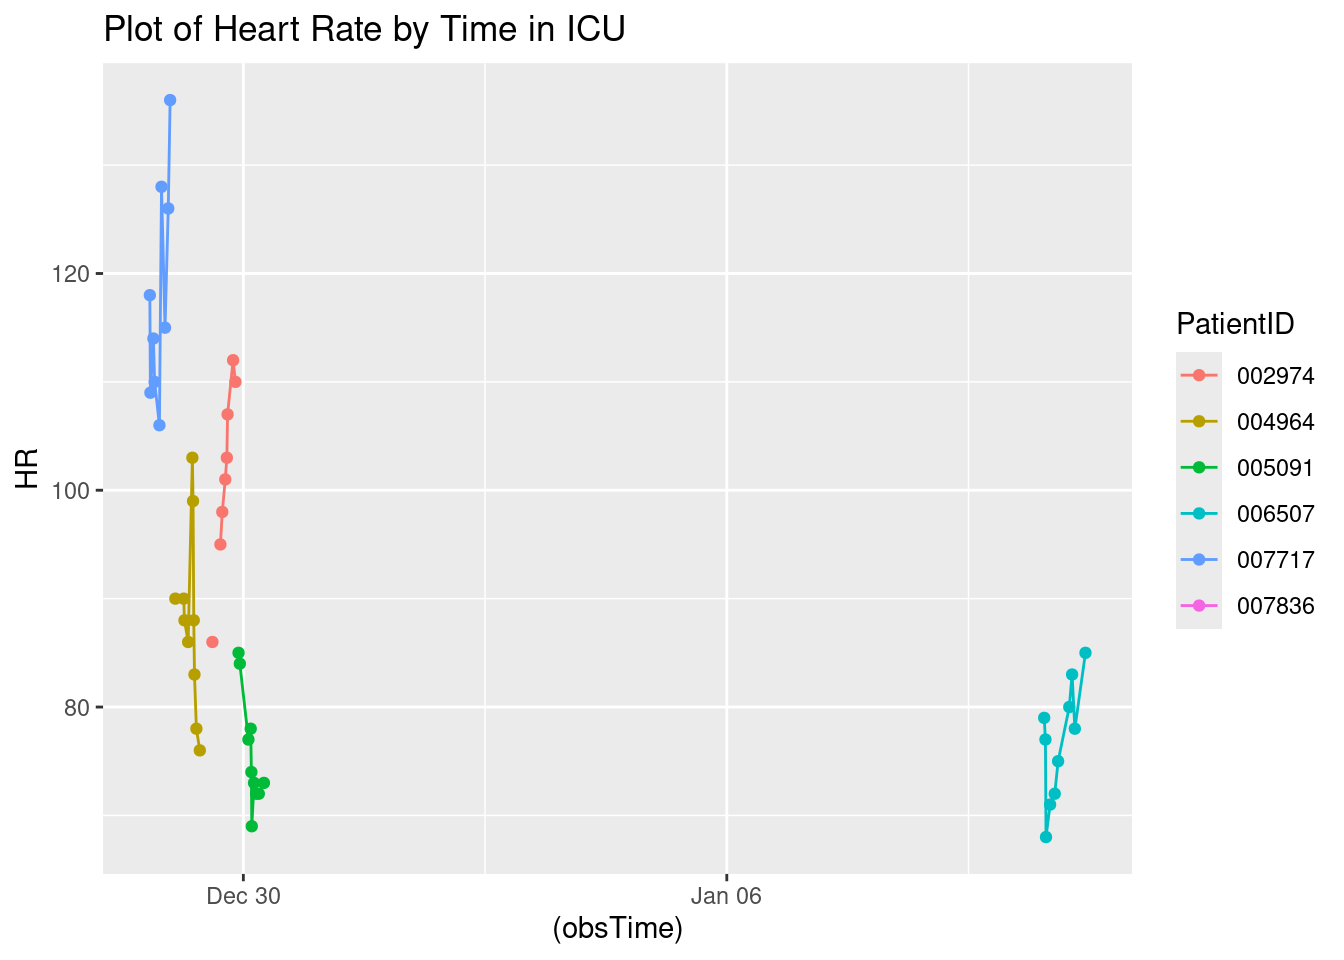 Plot of Heart Rate by Time in ICU
HR
120
100
80
Dec 30
Jan 06
(obsTime)
PatientID
002974
004964
005091
006507
007717
007836